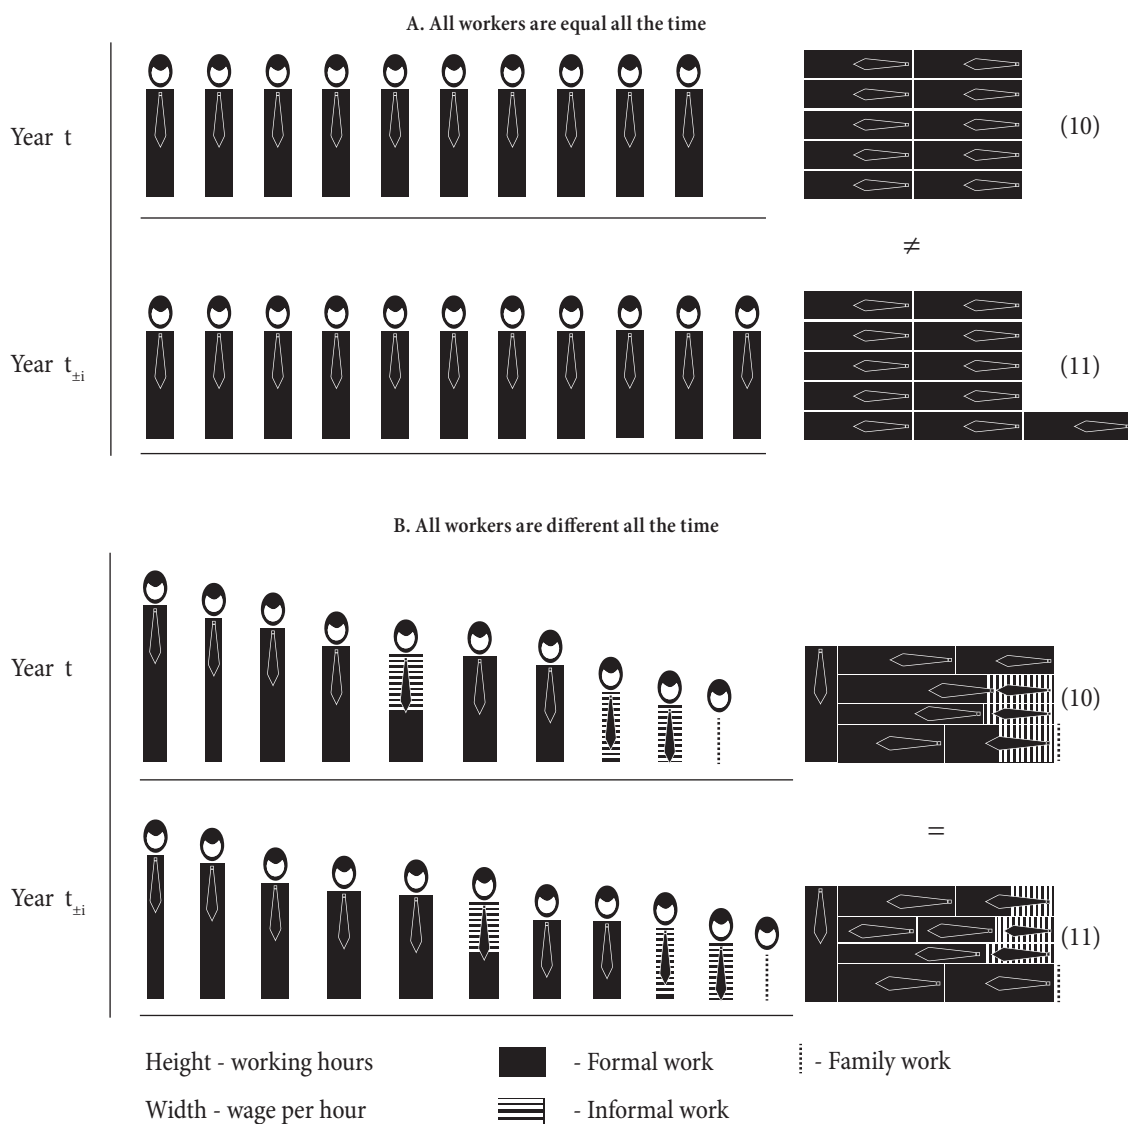 A. All workers are equal all the time
Year t
(10)
≠
Year t±i
(11)
B. All workers are different all the time
Year t
(10)
=
Year t±i
(11)
Height - working hours
- Formal work
- Family work
Width - wage per hour
- Informal work